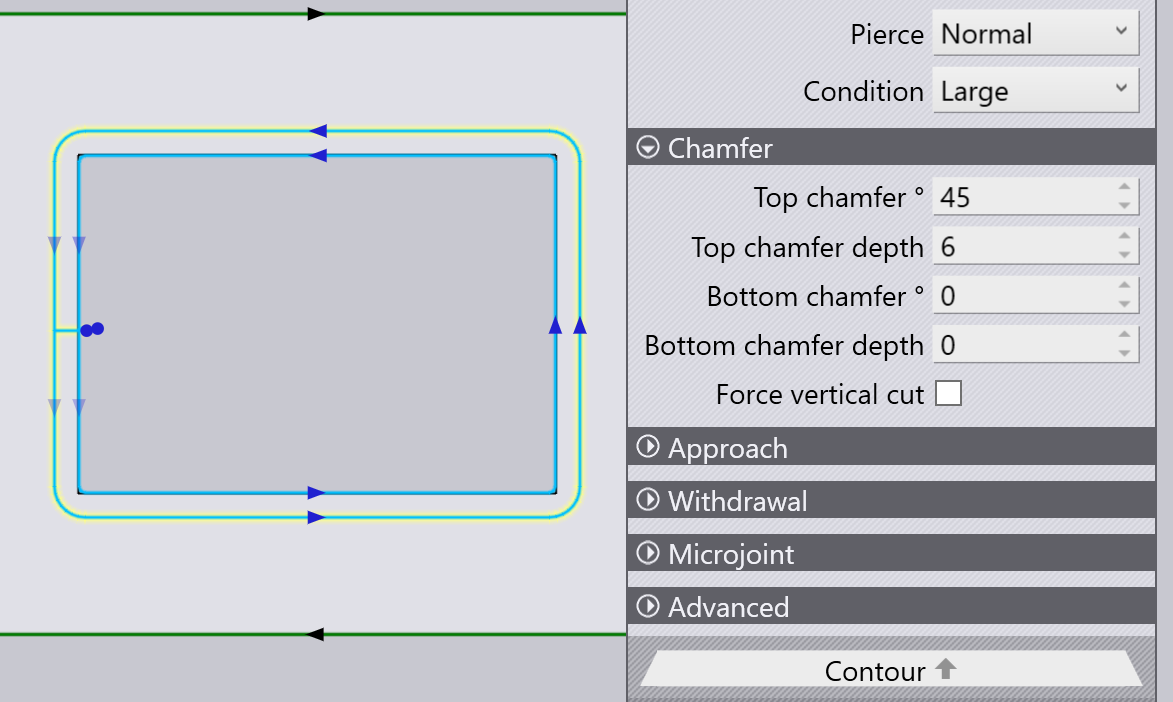 Pierce Normal
Condition Large
Chamfer
Top chamfer ° 45
Top chamfer depth 6
Bottom chamfer ° 0
Bottom chamfer depth 0
Force vertical cut
Approach
Withdrawal
Microjoint
Advanced
Contour